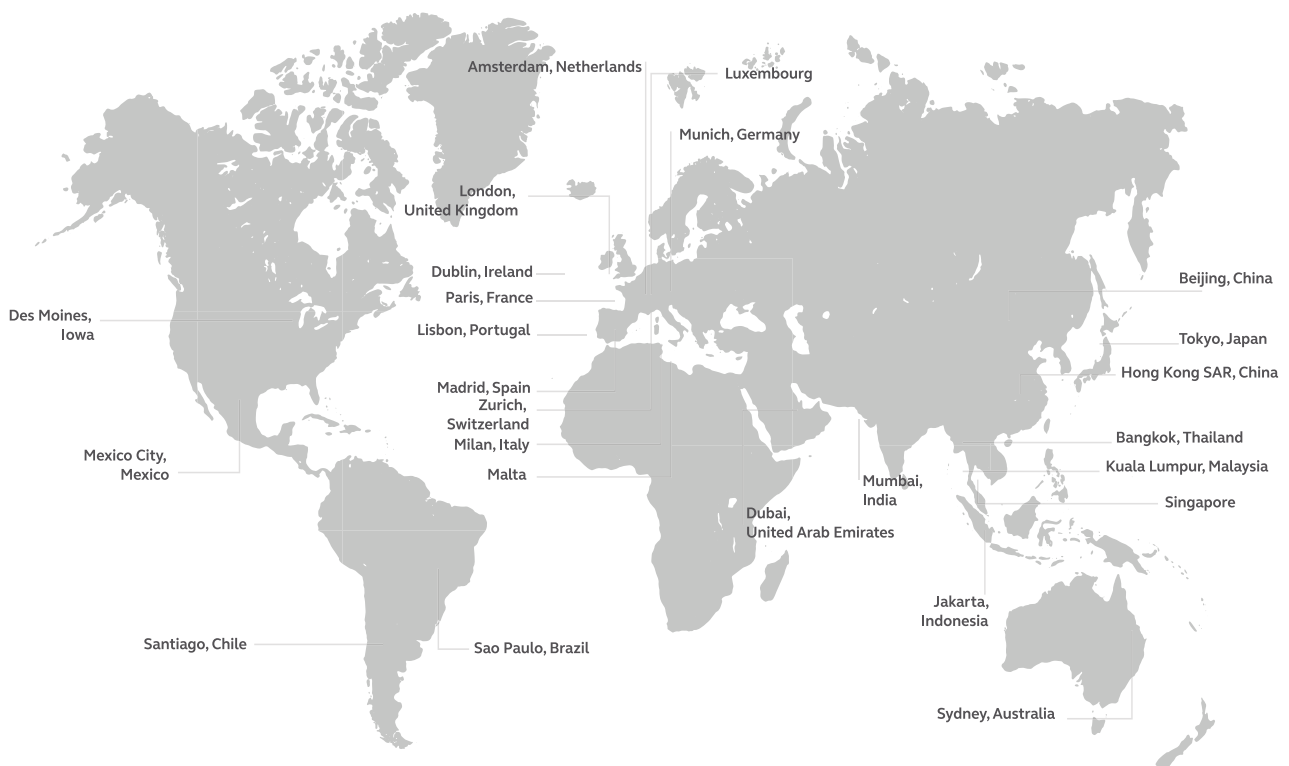 Amsterdam, Netherlands
Luxembourg
Munich, Germany
London,
United Kingdom
Dublin, Ireland
Beijing, China
Paris, France
Des Moines,
Iowa
Lisbon, Portugal
Tokyo, Japan
Hong Kong SAR, China
Madrid, Spain
Zurich,
Switzerland
Milan, Italy
Bangkok, Thailand
Mexico City,
Mexico
Malta
Kuala Lumpur, Malaysia
Mumbai,
India
Singapore
Dubai,
United Arab Emirates
Jakarta,
Indonesia
Santiago, Chile
Sao Paulo, Brazil
Sydney, Australia